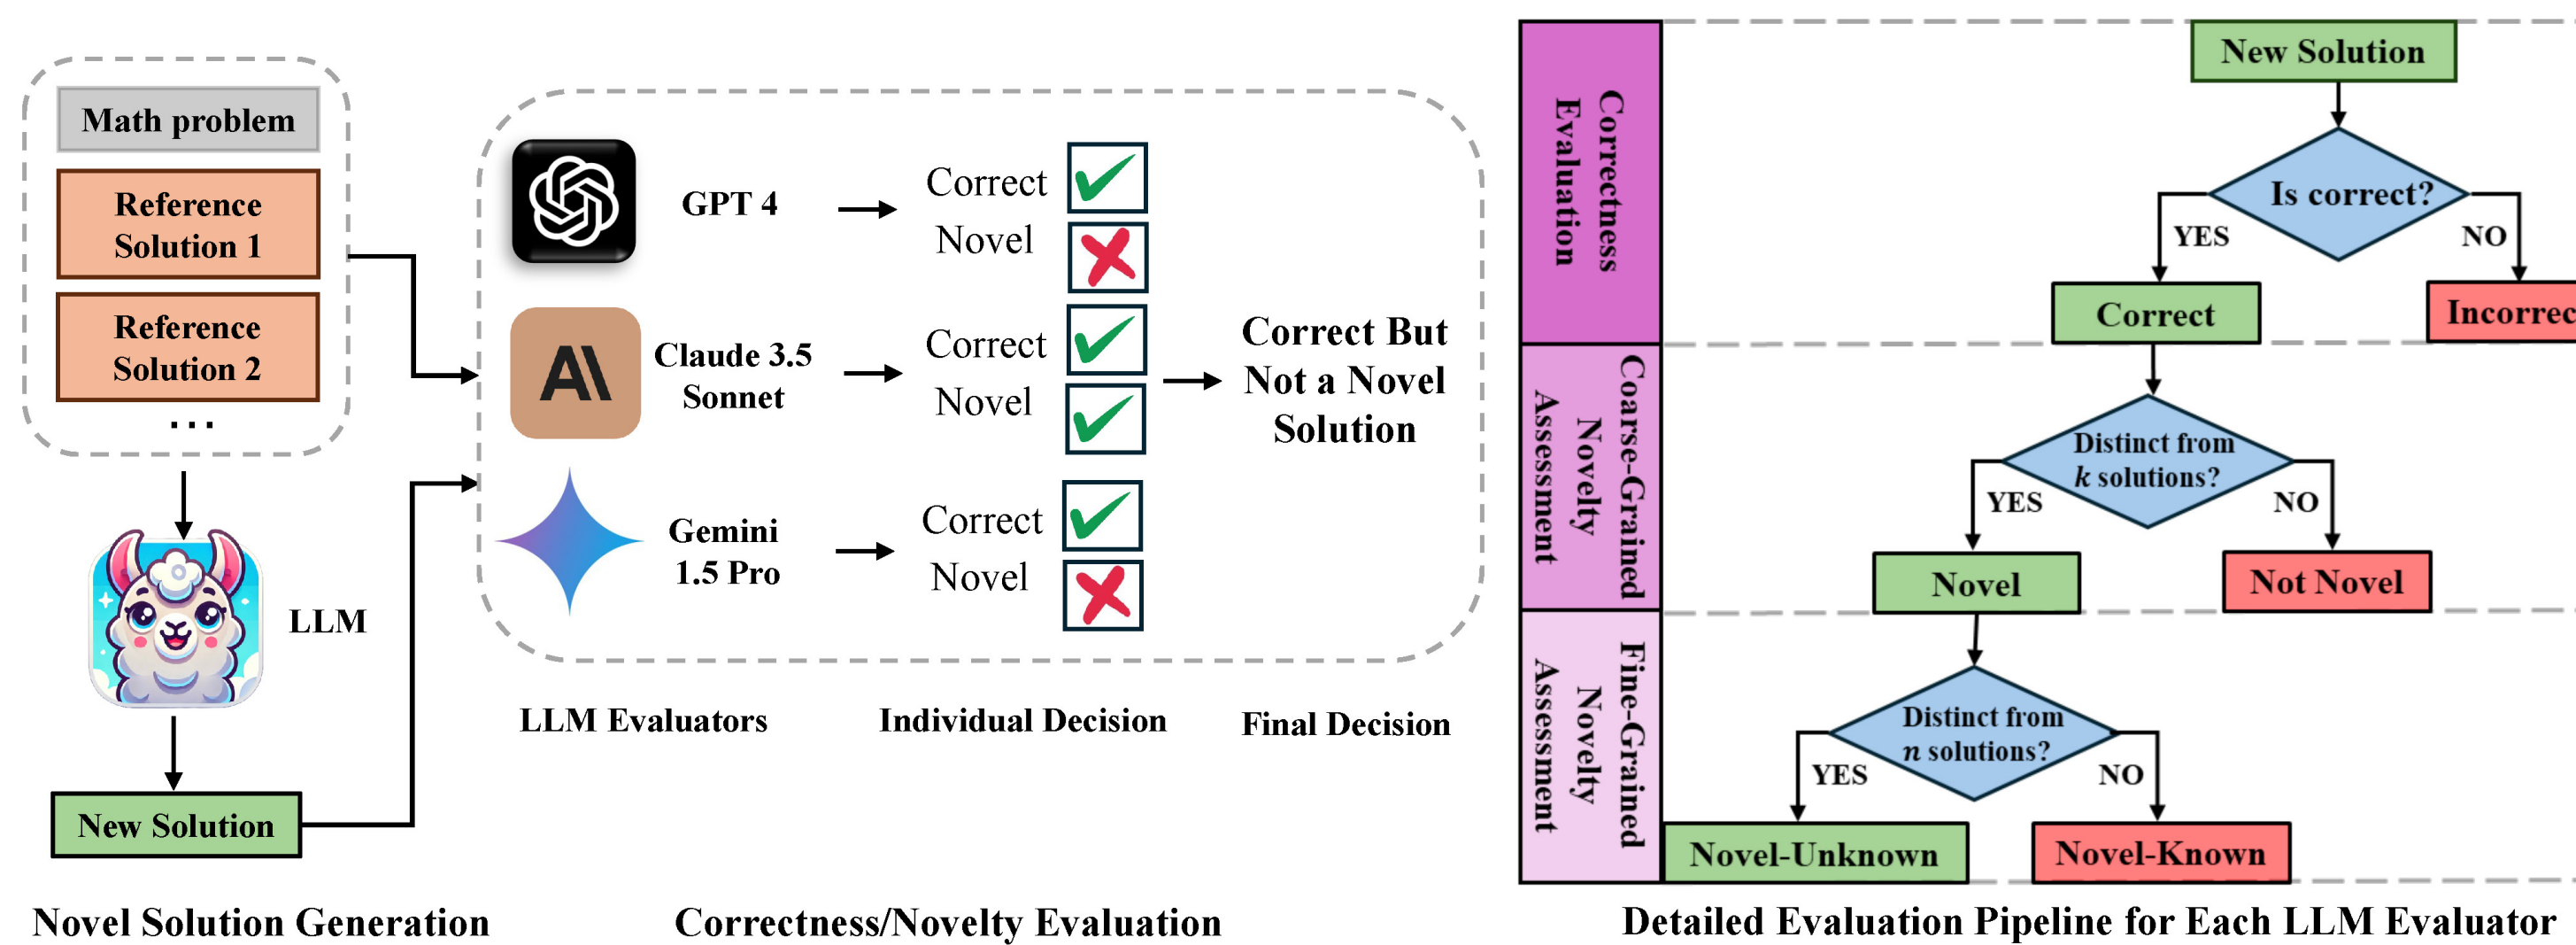 Math problem
Reference
Solution 1
Reference
Solution 2
...
LLM
New Solution
Novel Solution Generation
GPT 4
Correct
Novel
Claude 3.5
Sonnet
Correct
Novel
Gemini
1.5 Pro
Correct
Novel
Correct But
Not a Novel
Solution
LLM Evaluators
Individual Decision
Final Decision
Correctness/Novelty Evaluation
Correctness
Evaluation
New Solution
Is correct?
YES
NO
Correct
Incorrec
Coarse-Grained
Novelty
Assessment
Distinct from
k solutions?
YES
NO
Novel
Not Novel
Fine-Grained
Novelty
Assessment
Distinct from
n solutions?
YES
NO
Novel-Unknown
Novel-Known
Detailed Evaluation Pipeline for Each LLM Evaluator